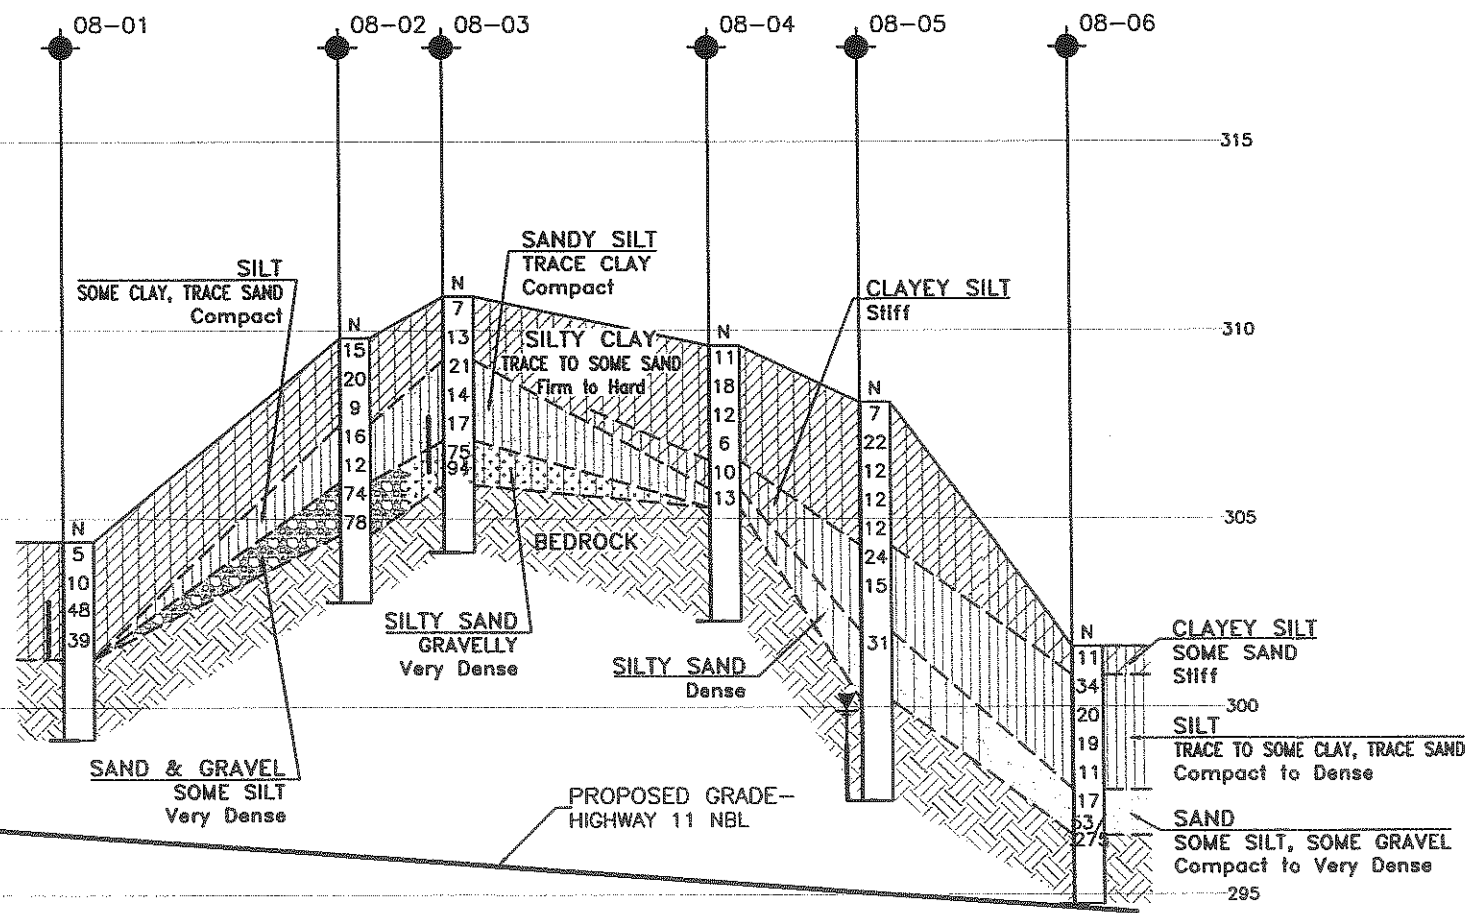 08-01
08-02
08-03
08-04
08-05
08-06
315
SANDY SILT
TRACE CLAY
Compact
SILT
SOME CLAY, TRACE SAND
Compact
CLAYEY SILT
Stiff
310
SILTY CLAY
TRACE TO SOME SAND
Firm to Hard
N
5
10
48
39
N
15
20
9
16
12
74
78
N
7
13
21
14
17
75
94
N
11
18
12
6
10
13
N
7
22
12
12
12
24
15
31
N
11
34
20
19
11
17
53
275
305
BEDROCK
SILTY SAND
GRAVELLY
Very Dense
SILTY SAND
Dense
CLAYEY SILT
SOME SAND
Stiff
300
SILT
TRACE TO SOME CLAY, TRACE SAND
Compact to Dense
SAND & GRAVEL
SOME SILT
Very Dense
PROPOSED GRADE-
HIGHWAY 11 NBL
SAND
SOME SILT, SOME GRAVEL
Compact to Very Dense
295